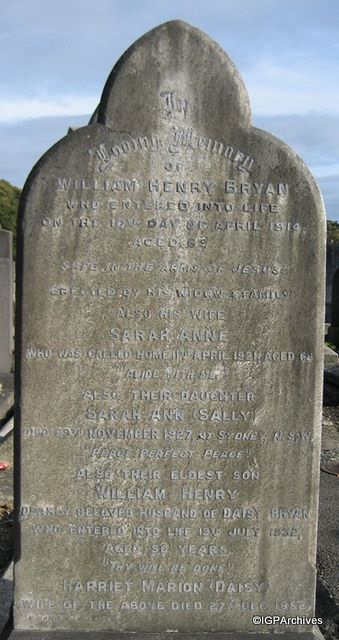 In
Loving Memory
OF
WILLIAM HENRY BRYAN
WHO ENTERED INTO LIFE
ON THE 10TH DAY OF APRIL 1914,
AGED 63
"SAFE IN THE ARMS OF JESUS"
ERECTED BY HIS WIDOW & FAMILY
ALSO HIS WIFE
SARAH ANNE
WHO WAS CALLED HOME APRIL 1921, AGED
"ABIDE WITH ME"
ALSO THEIR DAUGHTER
SARAH ANN (SALLY)
DIED NOVEMBER 1927, AT SYDNEY, N.S.W.
"PEACE PERFECT PEACE"
ALSO THEIR ELDEST SON
WILLIAM HENRY
DEARLY BELOVED HUSBAND OF DAISY BRYAN
WHO ENTERED INTO LIFE 19TH JULY 1932,
AGED YEARS
"THY WILL BE DONE"
HARRIET MARION (DAISY)
WIFE OF THE ABOVE DIED 27TH DEC. 1952
©IGPArchives